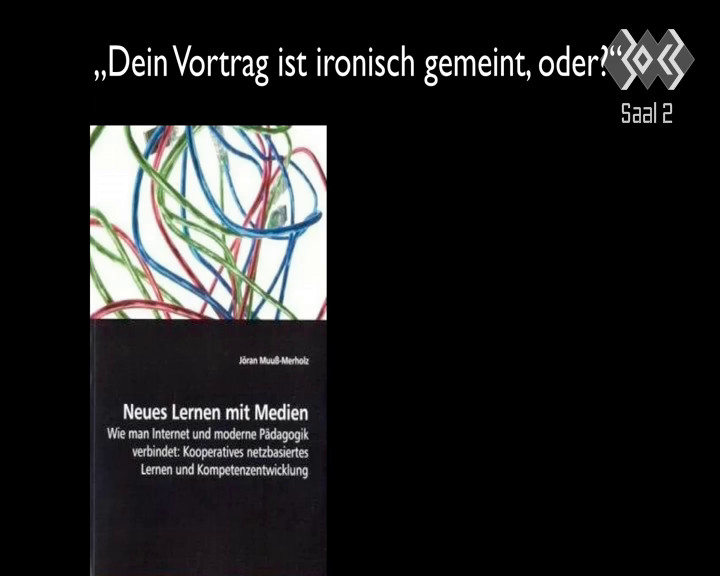 „Dein Vortrag ist ironisch gemeint, oder?“
Saal 2
Jöran Muuß-Merholz
Neues Lernen mit Medien
Wie man Internet und moderne Pädagogik
verbindet: Kooperatives netzbasiertes
Lernen und Kompetenzentwicklung